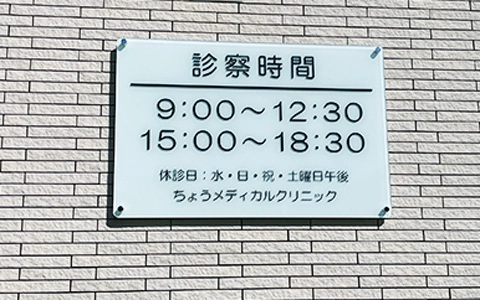 診察時間
9:00～12:30
15:00～18:30
休診日：水・日・祝・土曜日午後
ちょうメディカルクリニック